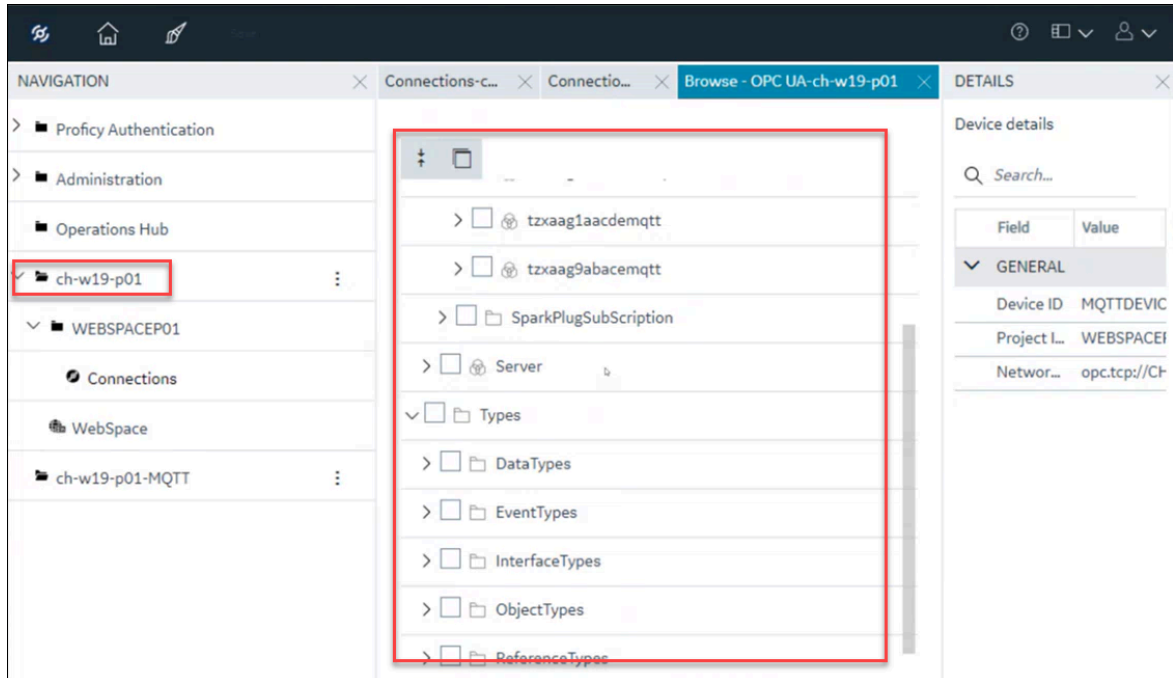 NAVIGATION
Proficy Authentication
Administration
Operations Hub
ch-w19-p01
WEBSPACEP01
Connections
WebSpace
ch-w19-p01-MQTT
Connections-c...
Connectio...
Browse - OPC UA-ch-w19-p01
tzxaag1aacdemqtt
tzxaag9abacemqtt
SparkPlugSubScription
Server
Types
DataTypes
EventTypes
InterfaceTypes
ObjectTypes
ReferenceTypes
DETAILS
Device details
Search...
Field Value
GENERAL
Device ID MQTTDEVIC
Project I... WEBSPACEF
Networ... opc.tcp://CH